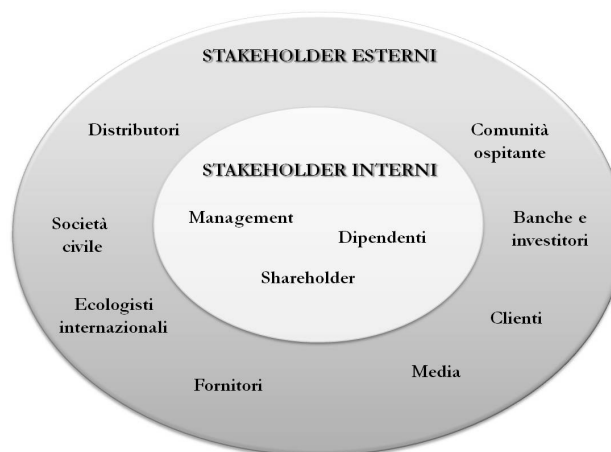 STAKEHOLDER ESTERNI
Distributori
Comunità
ospitante
STAKEHOLDER INTERNI
Management
Dipendenti
Shareholder
Società
civile
Banche e
investitori
Ecologisti
internazionali
Clienti
Fornitori
Media